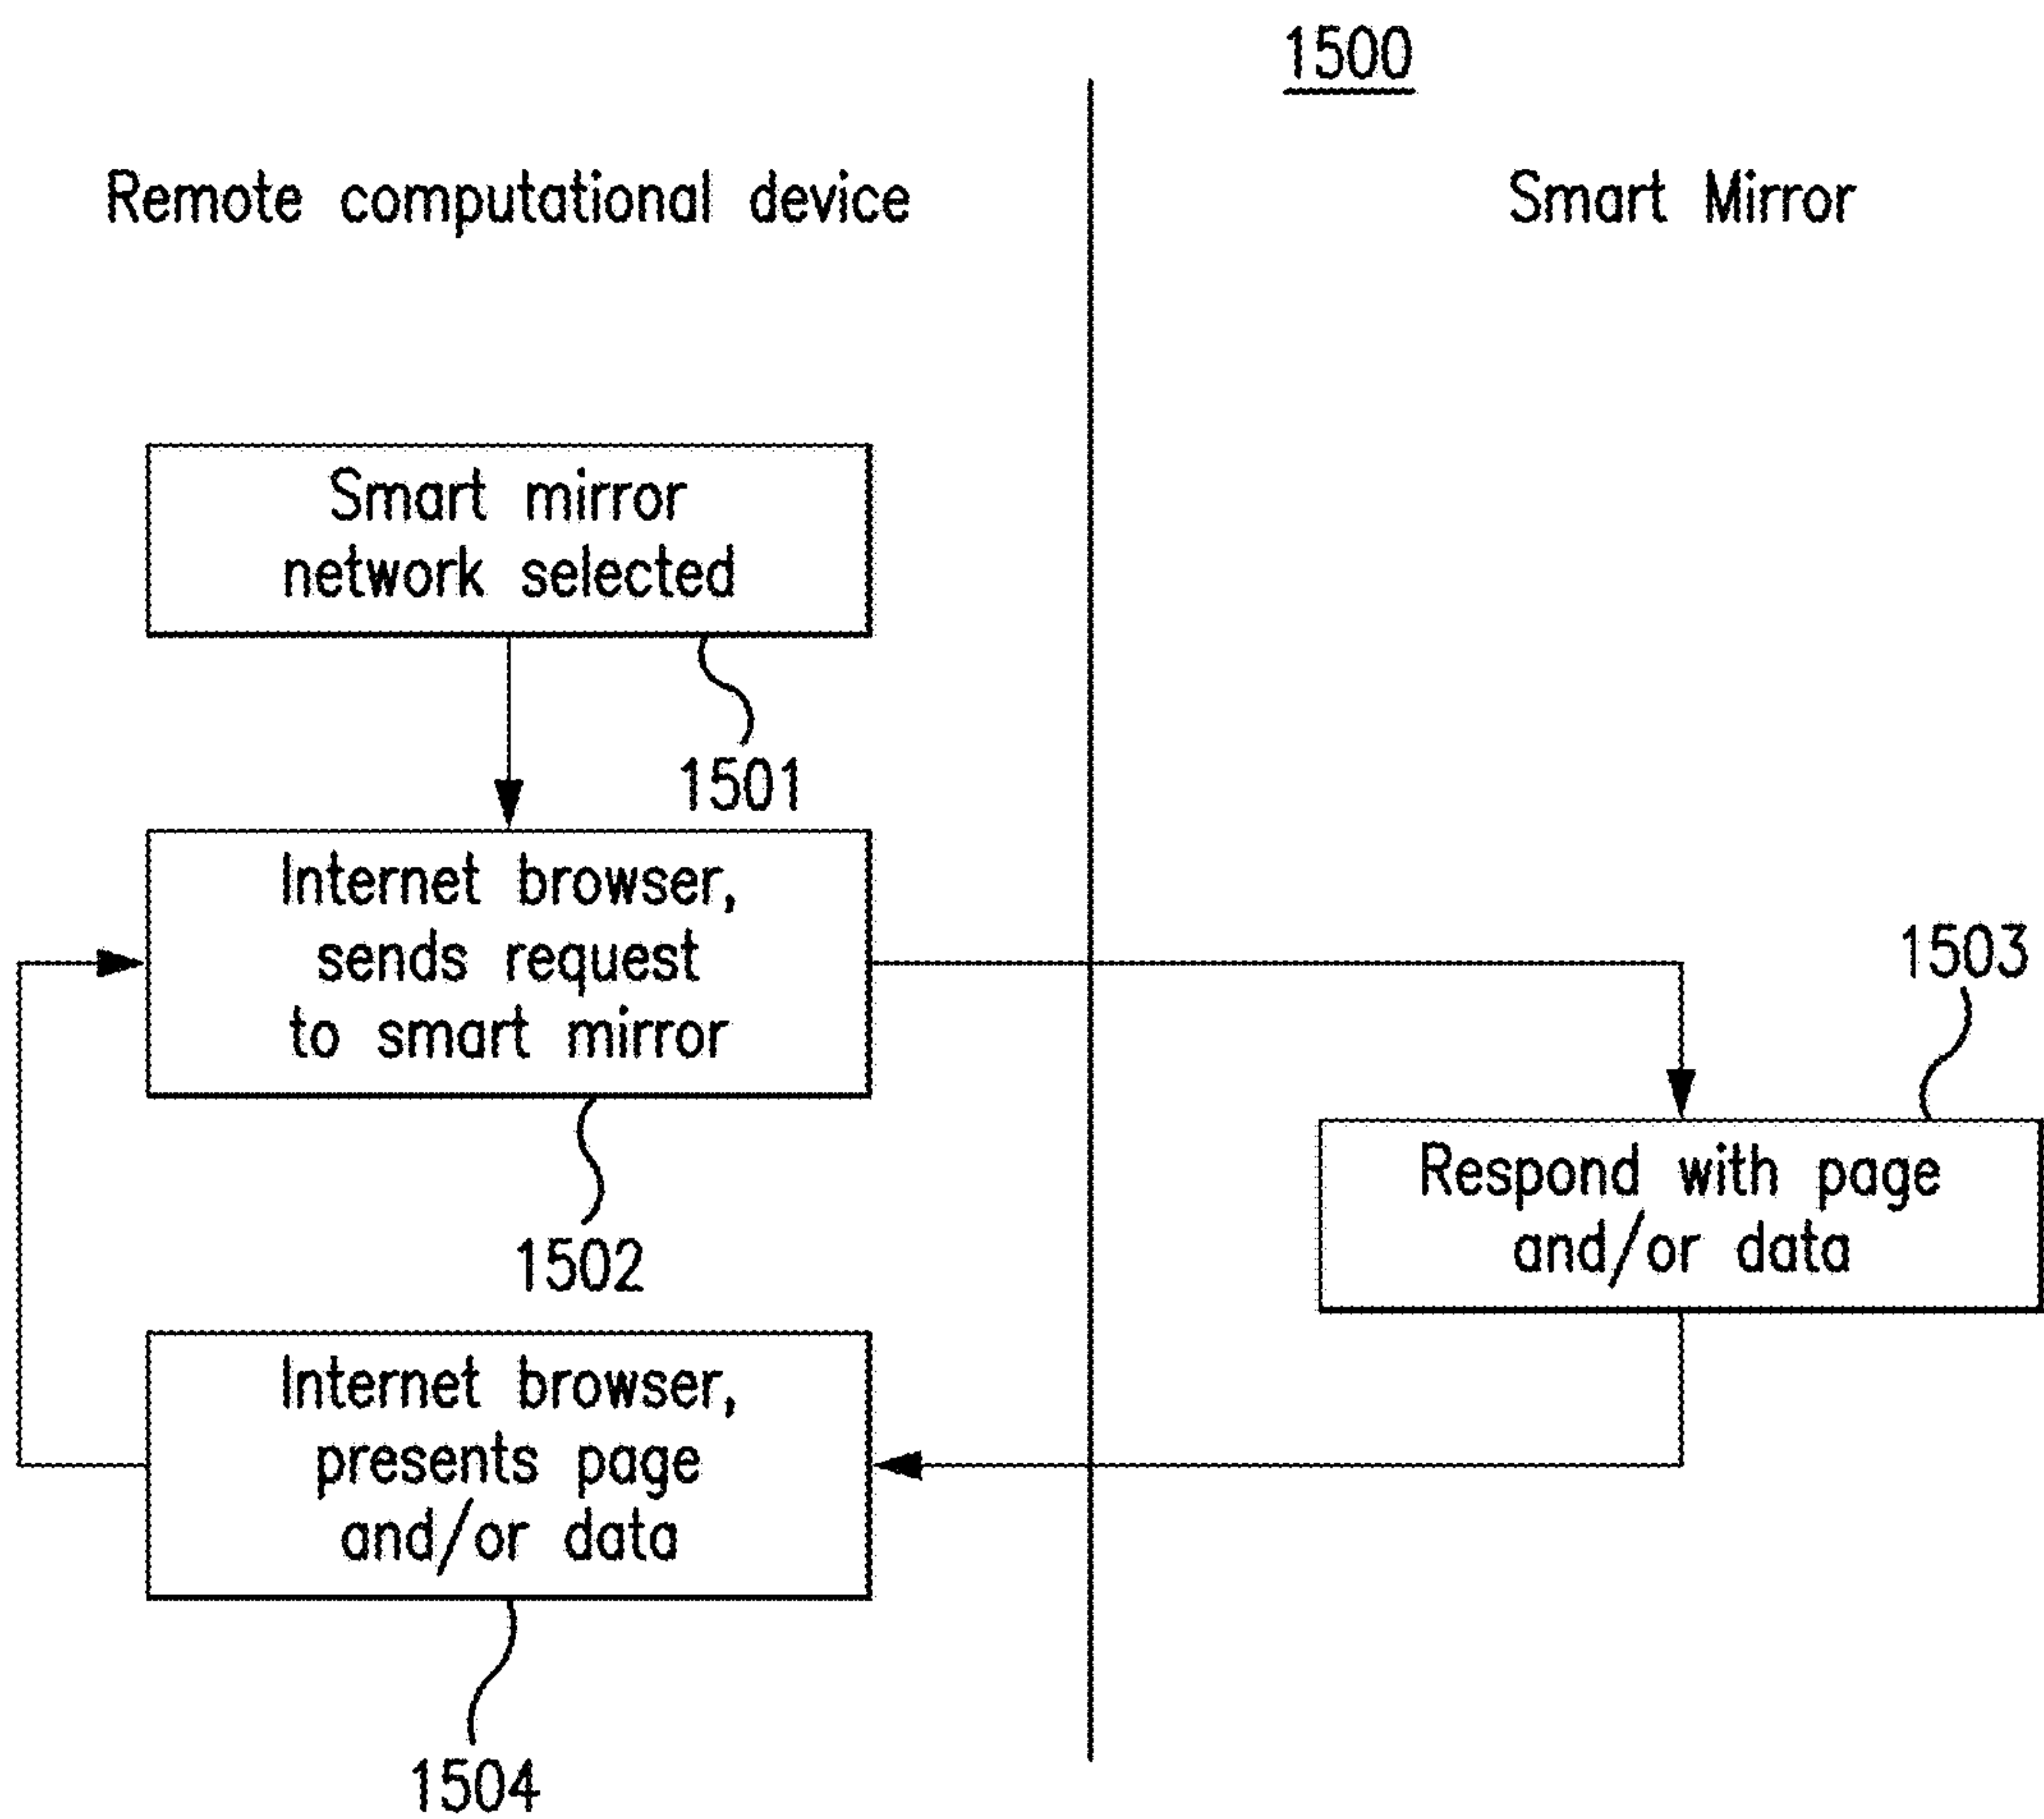 1500
Remote computational device
Smart Mirror
Smart mirror
network selected
1501
Internet browser,
sends request
to smart mirror
1502
1503
Respond with page
and/or data
Internet browser,
presents page
and/or data
1504